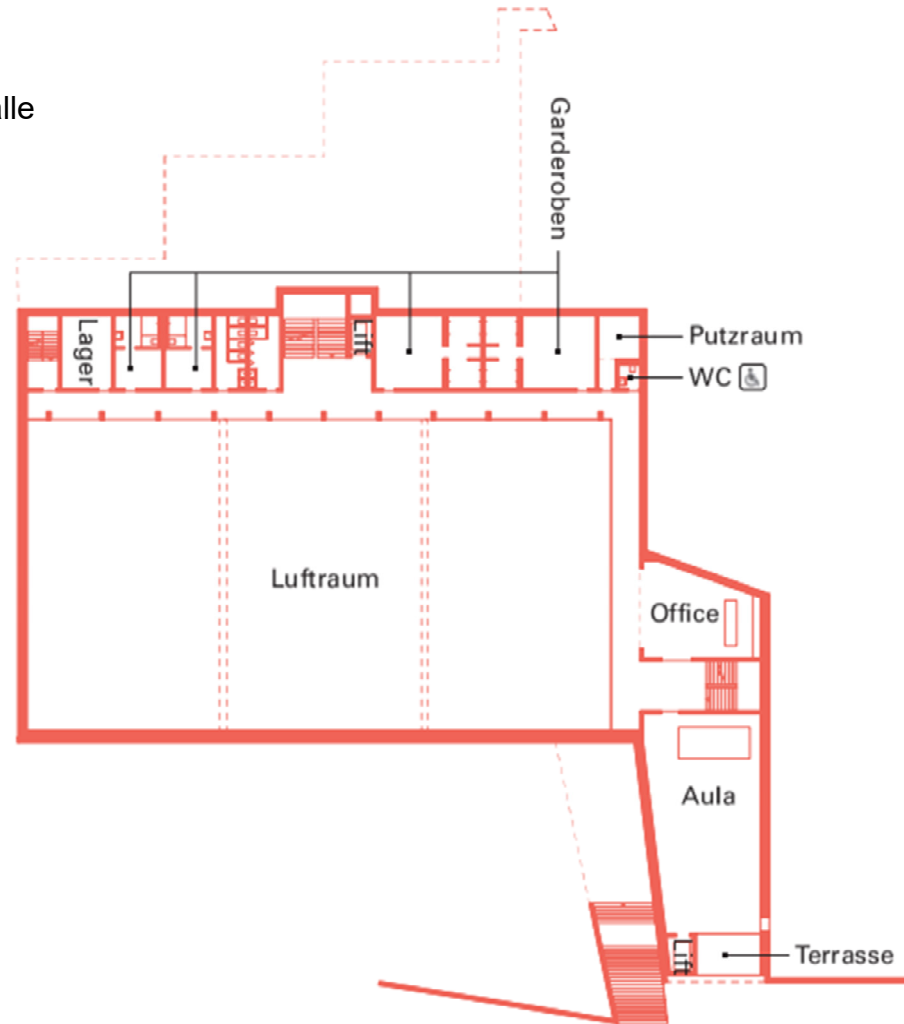 alle
Garderoben
Lager
Lift
Putzraum
WC
Luftraum
Office
Aula
Lift
Terrasse